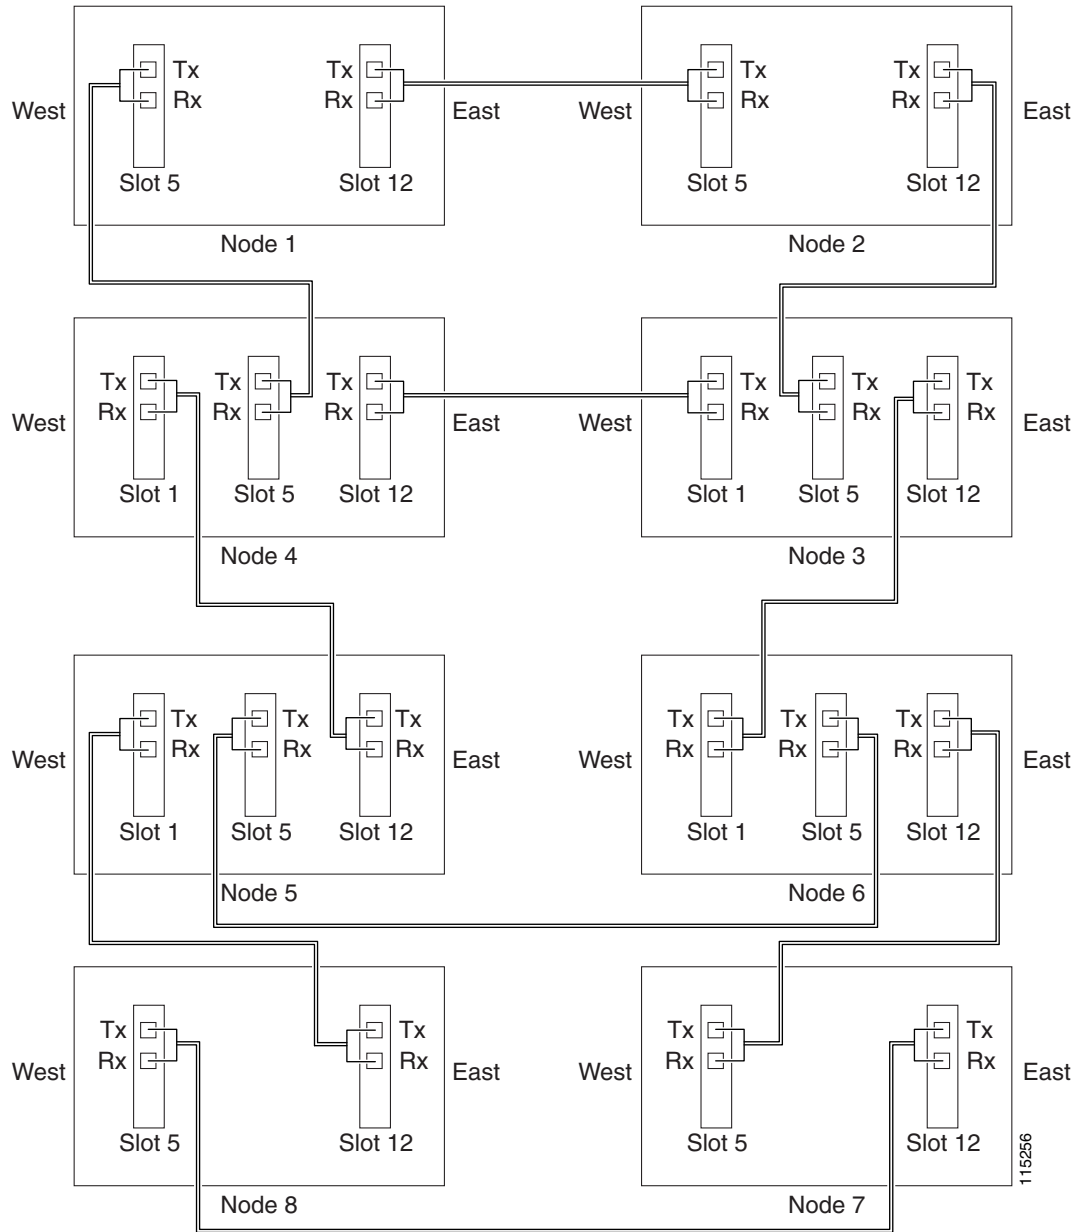 Tx Tx Tx Tx
West Rx Rx East West Rx Rx East
Slot 5 Slot 12 Slot 5 Slot 12
Node 1 Node 2
Tx Tx Tx Tx Tx Tx
West Rx Rx Rx East West Rx Rx Rx East
Slot 1 Slot 5 Slot 12 Slot 1 Slot 5 Slot 12
Node 4 Node 3
Tx Tx Tx Tx Tx Tx
West Rx Rx Rx East West Rx Rx Rx East
Slot 1 Slot 5 Slot 12 Slot 1 Slot 5 Slot 12
Node 5 Node 6
Tx Tx Tx Tx
West Rx Rx East West Rx Rx East
Slot 5 Slot 12 Slot 5 Slot 12
Node 8 Node 7
115256